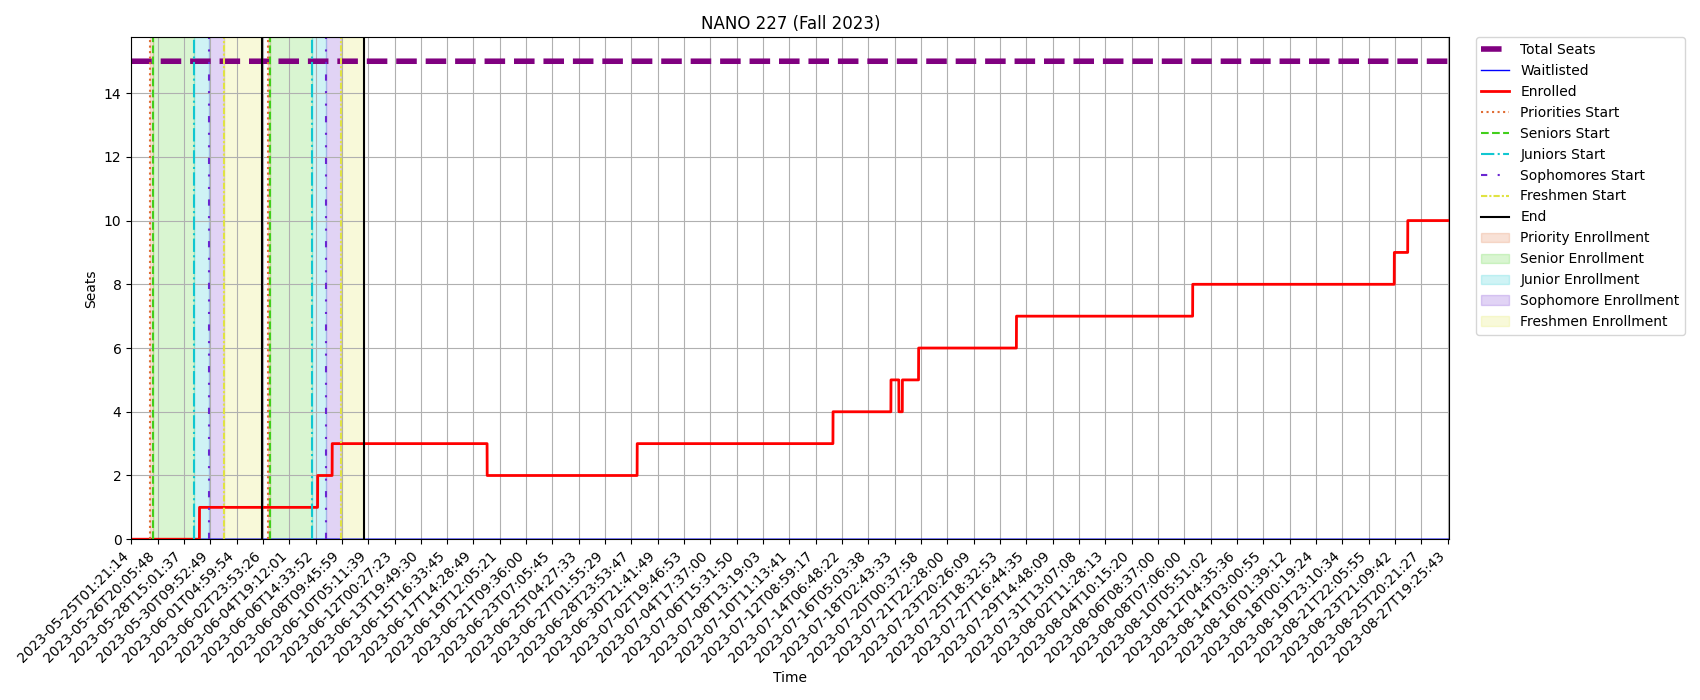 NANO 227 (Fall 2023)
Total Seats
Waitlisted
Enrolled
Priorities Start
Seniors Start
Juniors Start
Sophomores Start
Freshmen Start
End
Priority Enrollment
Senior Enrollment
Junior Enrollment
Sophomore Enrollment
Freshmen Enrollment
Seats
14
12
10
8
6
4
2
0
2023-05-25T01:21:14
2023-05-26T20:05:48
2023-05-28T15:01:37
2023-05-30T09:52:49
2023-06-01T04:59:54
2023-06-02T23:53:26
2023-06-04T19:12:01
2023-06-06T14:33:52
2023-06-08T09:45:59
2023-06-10T05:11:39
2023-06-12T00:27:23
2023-06-13T19:49:30
2023-06-15T16:33:45
2023-06-17T14:28:49
2023-06-19T12:05:21
2023-06-21T09:36:00
2023-06-23T07:05:45
2023-06-25T04:27:33
2023-06-27T01:55:29
2023-06-28T23:53:47
2023-06-30T21:41:49
2023-07-02T19:46:53
2023-07-04T17:37:00
2023-07-06T15:31:50
2023-07-08T13:19:03
2023-07-10T11:13:41
2023-07-12T08:59:17
2023-07-14T06:48:22
2023-07-16T05:03:38
2023-07-18T02:43:33
2023-07-20T00:37:58
2023-07-21T22:28:00
2023-07-23T20:26:09
2023-07-25T18:32:53
2023-07-27T16:44:35
2023-07-29T14:48:09
2023-07-31T13:07:08
2023-08-02T11:28:13
2023-08-04T10:15:20
2023-08-06T08:37:00
2023-08-08T07:06:00
2023-08-10T05:51:02
2023-08-12T04:35:36
2023-08-14T03:00:55
2023-08-16T01:39:12
2023-08-18T00:19:24
2023-08-19T23:10:34
2023-08-21T22:05:55
2023-08-23T21:09:42
2023-08-25T20:21:27
2023-08-27T19:25:43
Time